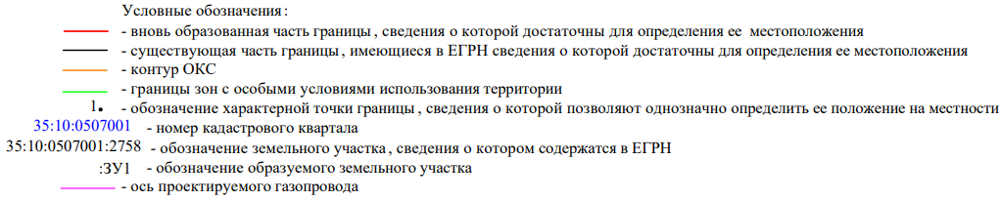 Условные обозначения:
- вновь образованная часть границы, сведения о которой достаточны для определения ее местоположения
- существующая часть границы, имеющиеся в ЕГРН сведения о которой достаточны для определения ее местоположения
- контур ОКС
- границы зон с особыми условиями использования территории
1. - обозначение характерной точки границы, сведения о которой позволяют однозначно определить ее положение на местности
35:10:0507001 - номер кадастрового квартала
35:10:0507001:2758 - обозначение земельного участка, сведения о котором содержатся в ЕГРН
:ЗУ1 - обозначение образуемого земельного участка
- ось проектируемого газопровода